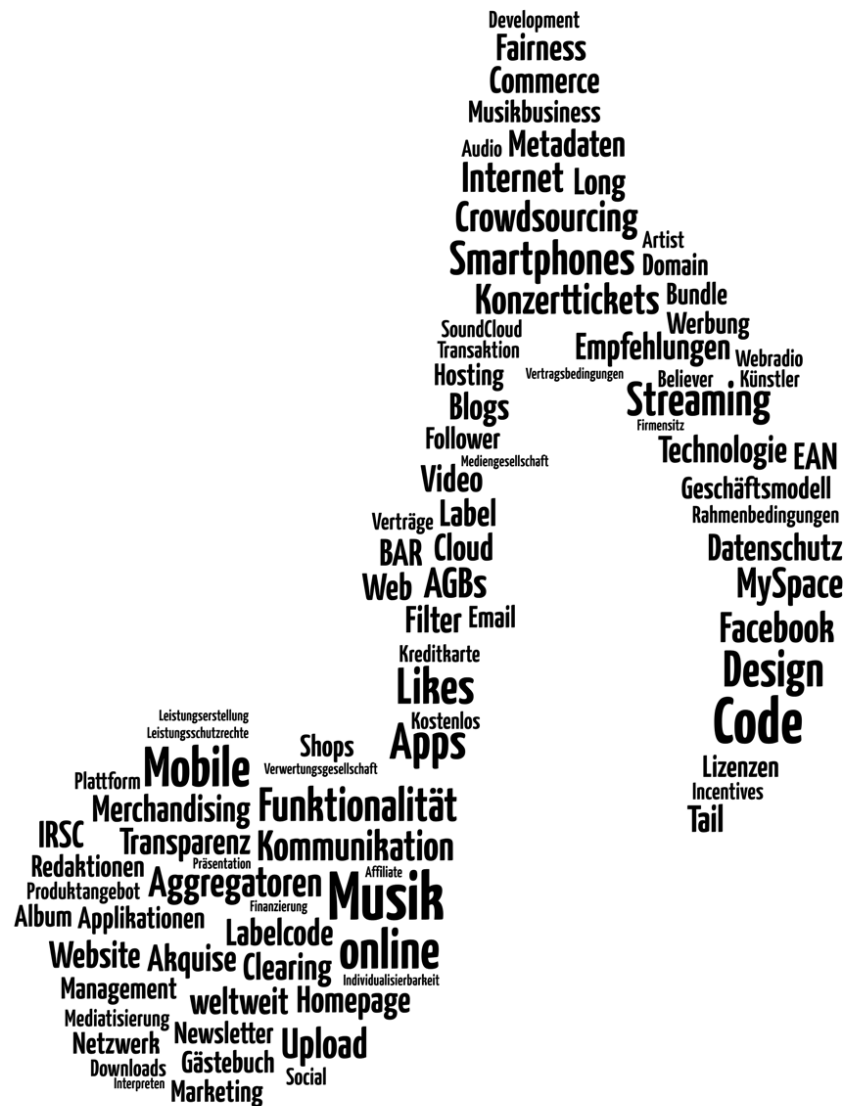 Development
Fairness
Commerce
Musikbusiness
Audio Metadaten
Internet Long
Crowdsourcing
Artist
Smartphones Domain
Konzerttickets Bundle
Werbung
SoundCloud
Transaktion Empfehlungen Webradio
Hosting Vertragsbedingungen Believer Künstler
Blogs Streaming
Firmensitz
Follower
Mediengesellschaft Technologie EAN
Video Geschäftsmodell
Verträge Label Rahmenbedingungen
BAR Cloud Datenschutz
Web AGBs MySpace
Filter Email Facebook
Kreditkarte
Likes Design
Leistungserstellung Kostenlos Code
Leistungsschutzrechte
Shops Apps
Plattform Mobile Verwertungsgesellschaft Lizenzen
Incentives
Merchandising Funktionalität Tail
IRSC Transparenz Kommunikation
Redaktionen Präsentation Affiliate
Produktangebot Aggregatoren Musik
Finanzierung
Album Applikationen
Labelcode online
Website Akquise Clearing
Individualisierbarkeit
Management weltweit Homepage
Mediatisierung Newsletter
Netzwerk Upload
Downloads Gästebuch
Interpreten Social
Marketing